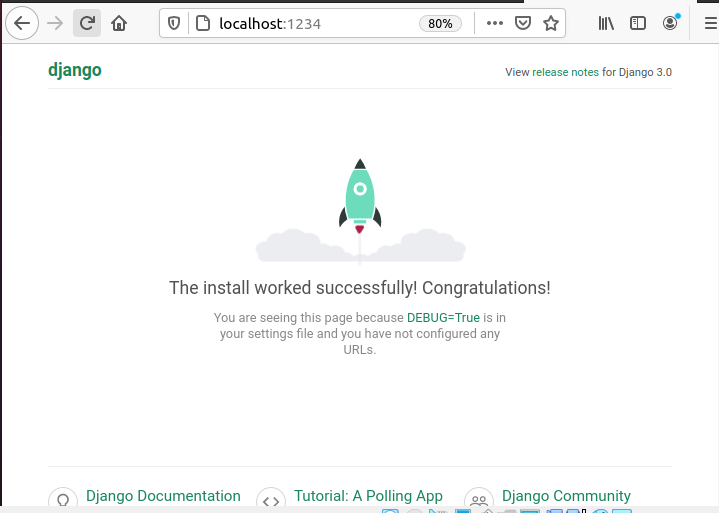 localhost:1234
80%
django
View release notes for Django 3.0
The install worked successfully! Congratulations!
You are seeing this page because DEBUG=True is in
your settings file and you have not configured any
URLs.
Django Documentation
Tutorial: A Polling App
Django Community